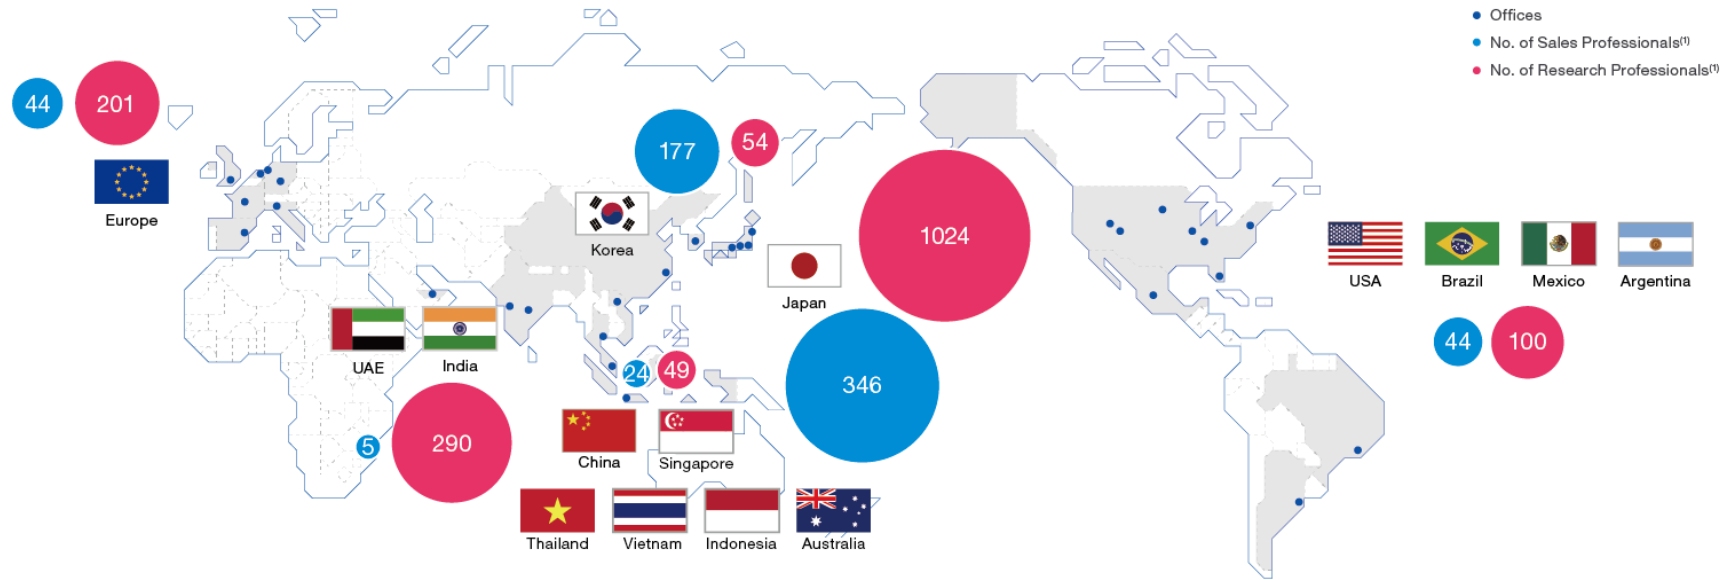 Offices
No. of Sales Professionals(1)
No. of Research Professionals(1)
44
201
Europe
177
54
Korea
1024
Japan
346
USA
Brazil
Mexico
Argentina
44
100
UAE
India
5
290
24
49
China
Singapore
Thailand
Vietnam
Indonesia
Australia